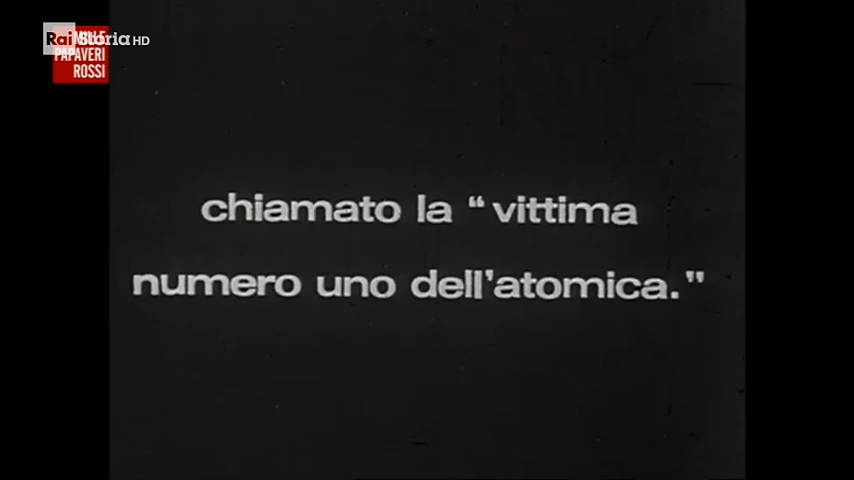 Rai Storia HD
MILLE
PAPAVERI
ROSSI
chiamato la “vittima
numero uno dell'atomica."